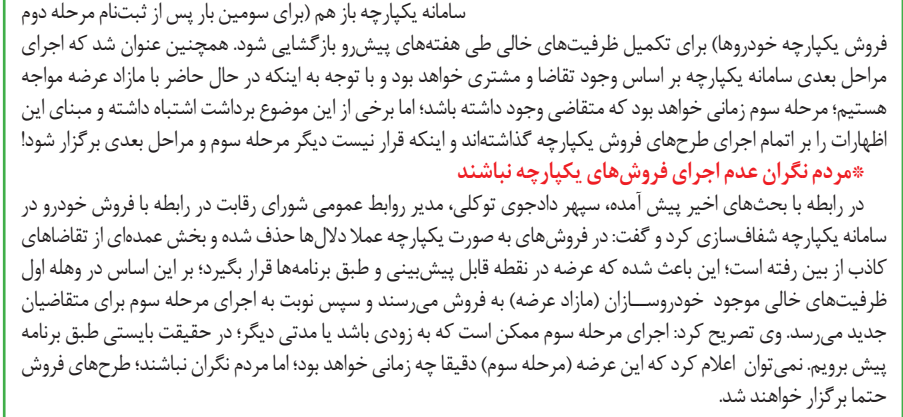 سامانه یکپارچه باز هم (برای سومین بار پس از ثبت‌نام مرحله دوم
فروش یکپارچه خودروها) برای تکمیل ظرفیت‌های خالی طی هفته‌های پیش‌رو بازگشایی شود. همچنین عنوان شد که اجرای
مراحل بعدی سامانه یکپارچه بر اساس وجود تقاضا و مشتری خواهد بود و با توجه به اینکه در حال حاضر با مازاد عرضه مواجه
هستیم؛ مرحله سوم زمانی خواهد بود که متقاضی وجود داشته باشد؛ اما برخی از این موضوع برداشت اشتباه داشته و مبنای این
اظهارات را بر اتمام اجرای طرح‌های فروش یکپارچه گذاشته‌اند و اینکه قرار نیست دیگر مرحله سوم و مراحل بعدی برگزار شود!
*مردم نگران عدم اجرای فروش‌های یکپارچه نباشند
در رابطه با بحث‌های اخیر پیش آمده، سپهر دادجوی توکلی، مدیر روابط عمومی شورای رقابت در رابطه با فروش خودرو در
سامانه یکپارچه شفاف‌سازی کرد و گفت: در فروش‌های به صورت یکپارچه عملا دلال‌ها حذف شده و بخش عمده‌ای از تقاضاهای
کاذب از بین رفته است؛ این باعث شده که عرضه در نقطه قابل پیش‌بینی و طبق برنامه‌ها قرار بگیرد؛ بر این اساس در وهله اول
ظرفیت‌های خالی موجود خودروسازان (مازاد عرضه) به فروش می‌رسند و سپس نوبت به اجرای مرحله سوم برای متقاضیان
جدید می‌رسد. وی تصریح کرد: اجرای مرحله سوم ممکن است که به زودی باشد یا مدتی دیگر؛ در حقیقت بایستی طبق برنامه
پیش برویم. نمی‌توان اعلام کرد که این عرضه (مرحله سوم) دقیقا چه زمانی خواهد بود؛ اما مردم نگران نباشند؛ طرح‌های فروش
حتما برگزار خواهند شد.